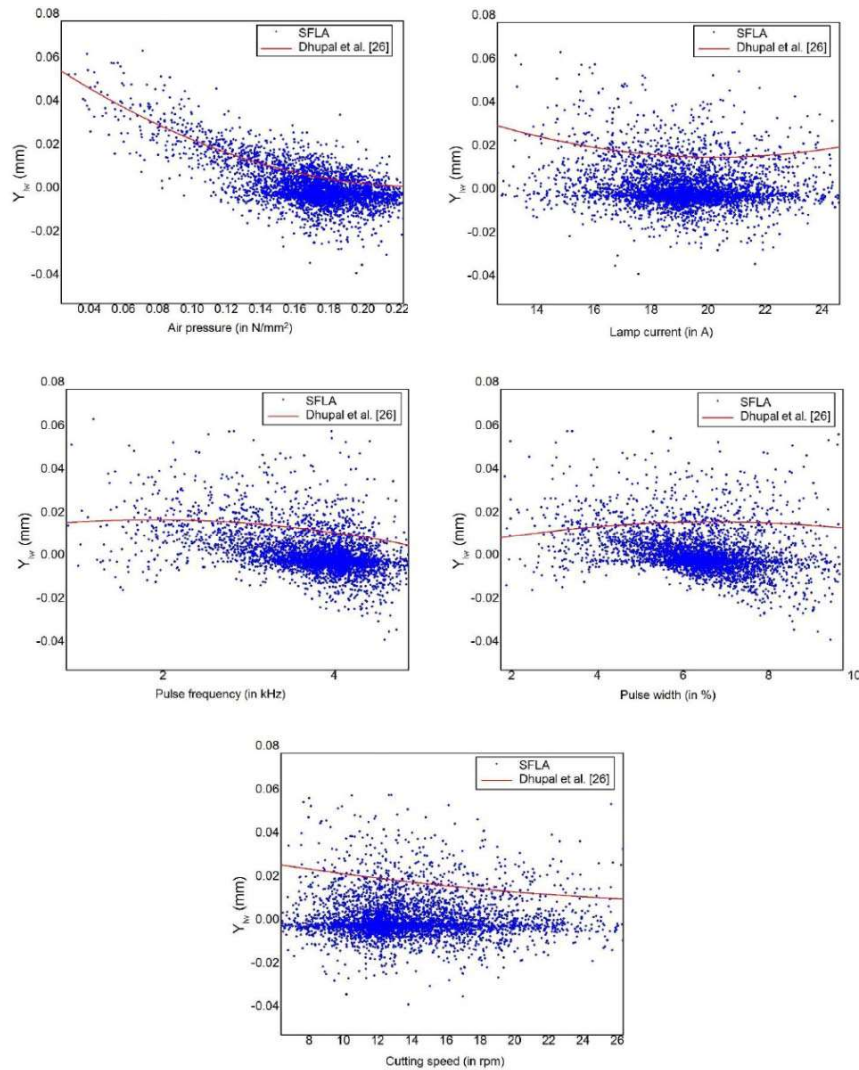 0.08
0.06
0.04
0.02
0.00
-0.02
-0.04
Y_lw (mm)
SFLA
Dhupal et al. [26]
0.04 0.06 0.08 0.10 0.12 0.14 0.16 0.18 0.20 0.22
Air pressure (in N/mm²)
0.08
0.06
0.04
0.02
0.00
-0.02
-0.04
Y_lw (mm)
SFLA
Dhupal et al. [26]
14 16 18 20 22 24
Lamp current (in A)
0.08
0.06
0.04
0.02
0.00
-0.02
-0.04
Y_lw (mm)
SFLA
Dhupal et al. [26]
2 4
Pulse frequency (in kHz)
0.08
0.06
0.04
0.02
0.00
-0.02
-0.04
Y_lw (mm)
SFLA
Dhupal et al. [26]
2 4 6 8 10
Pulse width (in %)
0.08
0.06
0.04
0.02
0.00
-0.02
-0.04
Y_lw (mm)
SFLA
Dhupal et al. [26]
8 10 12 14 16 18 20 22 24 26
Cutting speed (in rpm)